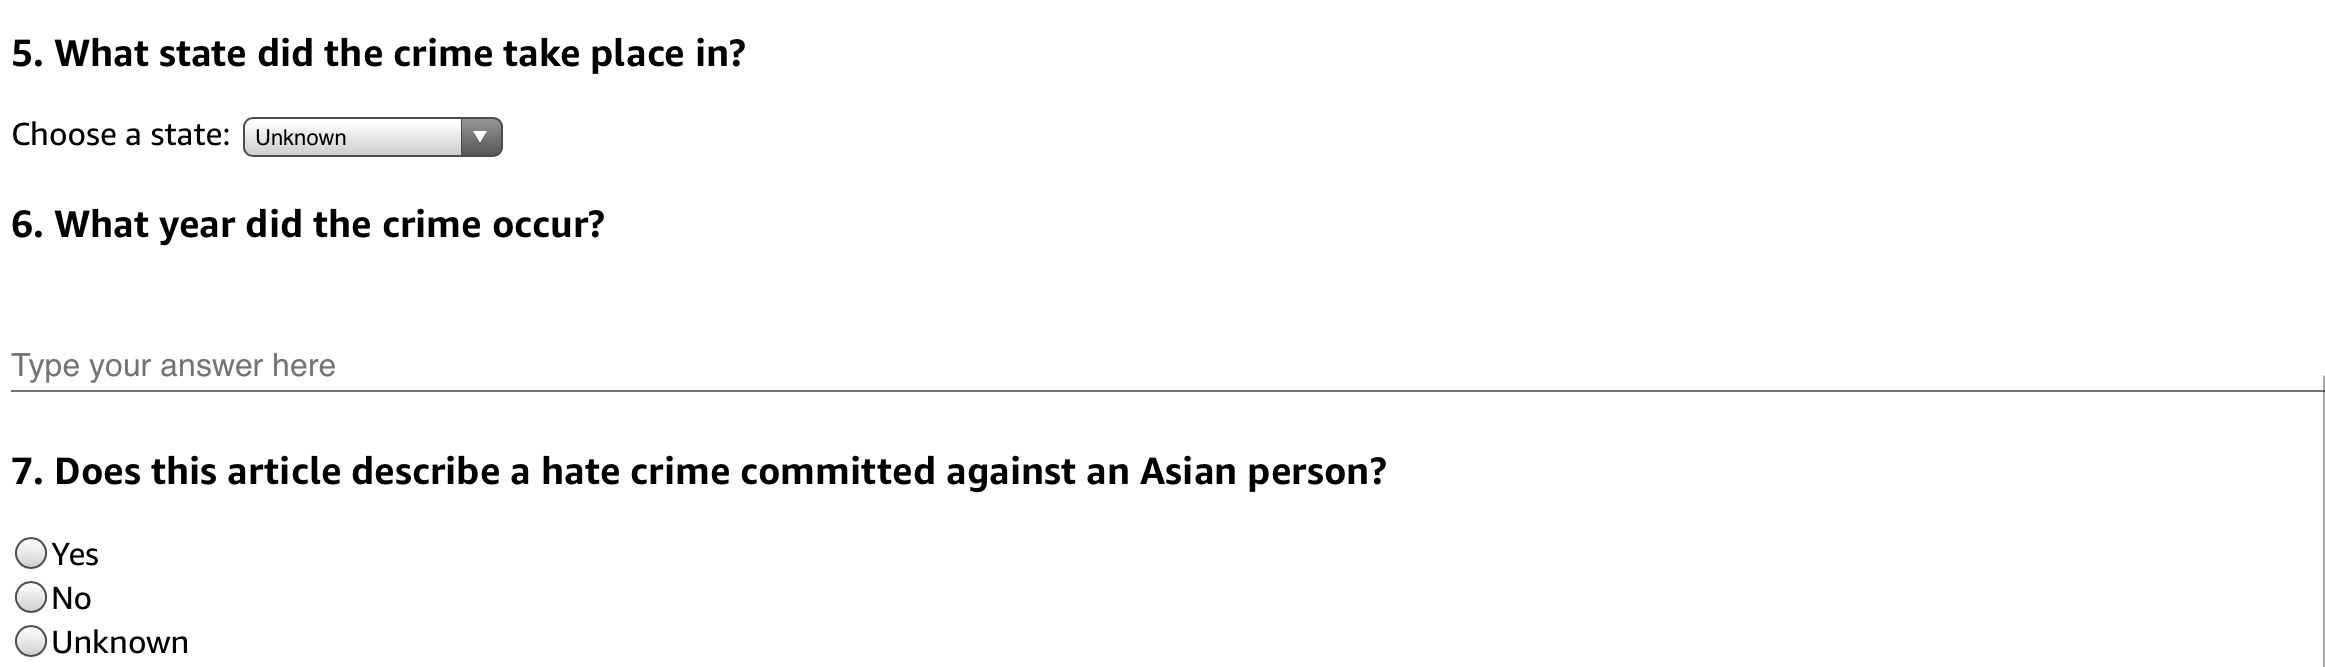 5. What state did the crime take place in?
Choose a state: Unknown
6. What year did the crime occur?
Type your answer here
7. Does this article describe a hate crime committed against an Asian person?
Yes
No
Unknown